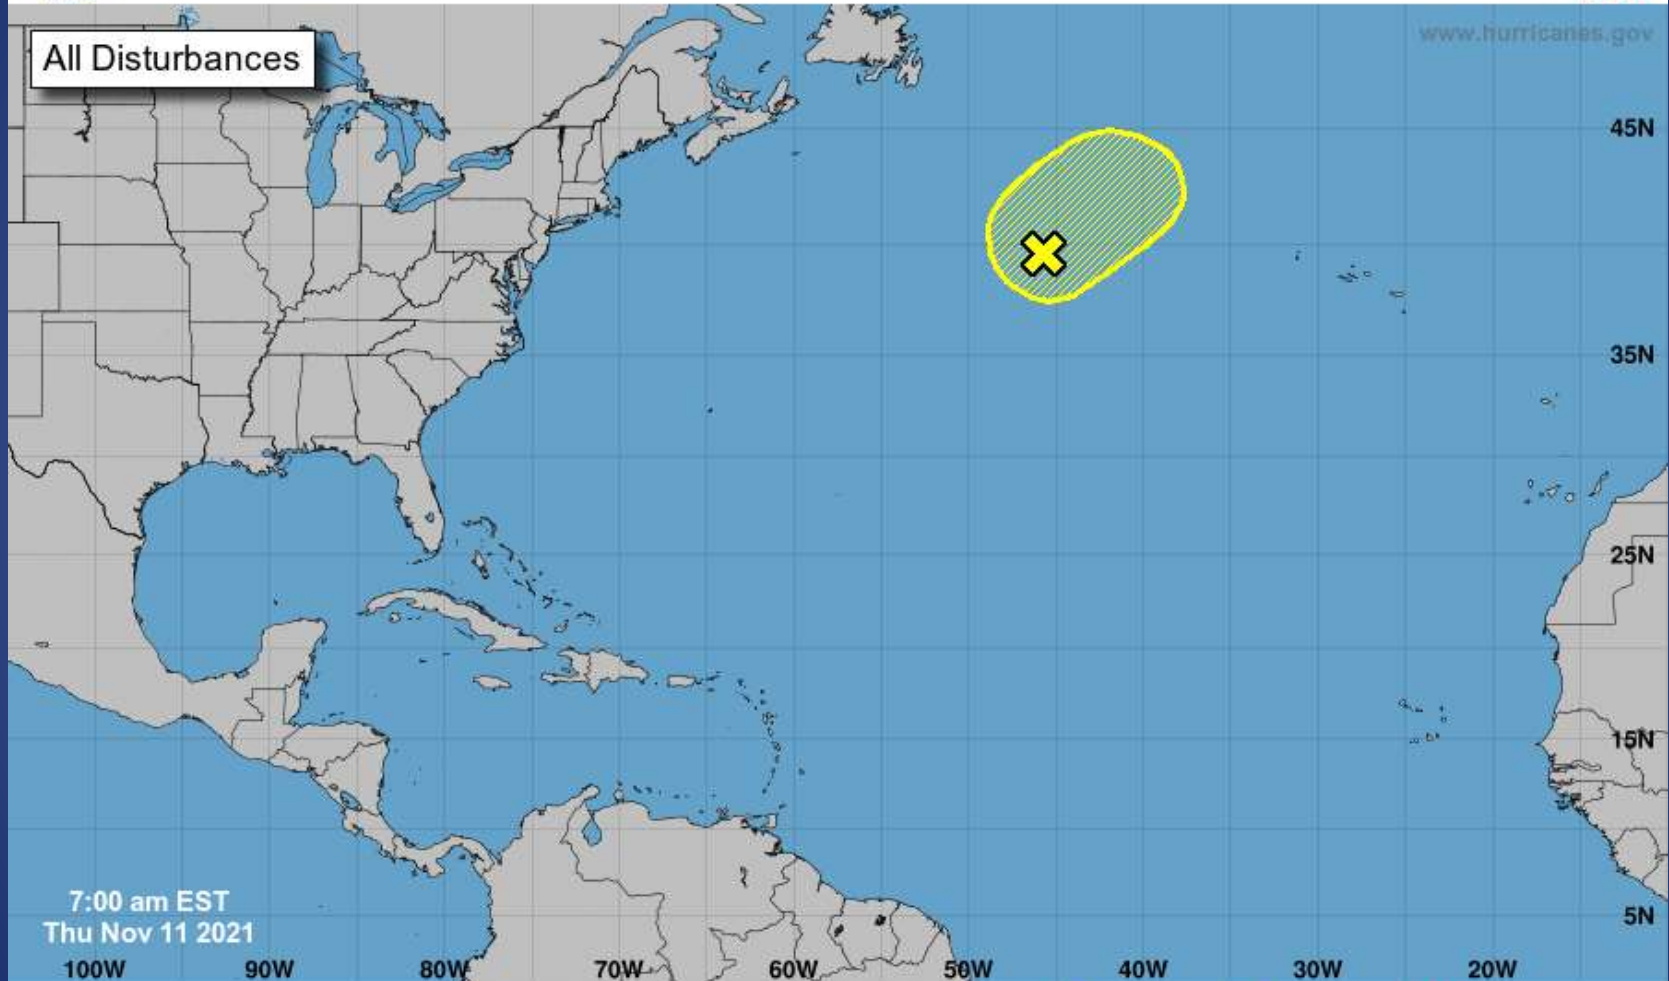 www.hurricanes.gov
All Disturbances
45N
35N
25N
15N
7:00 am EST
Thu Nov 11 2021
5N
100W 90W 80W 70W 60W 50W 40W 30W 20W